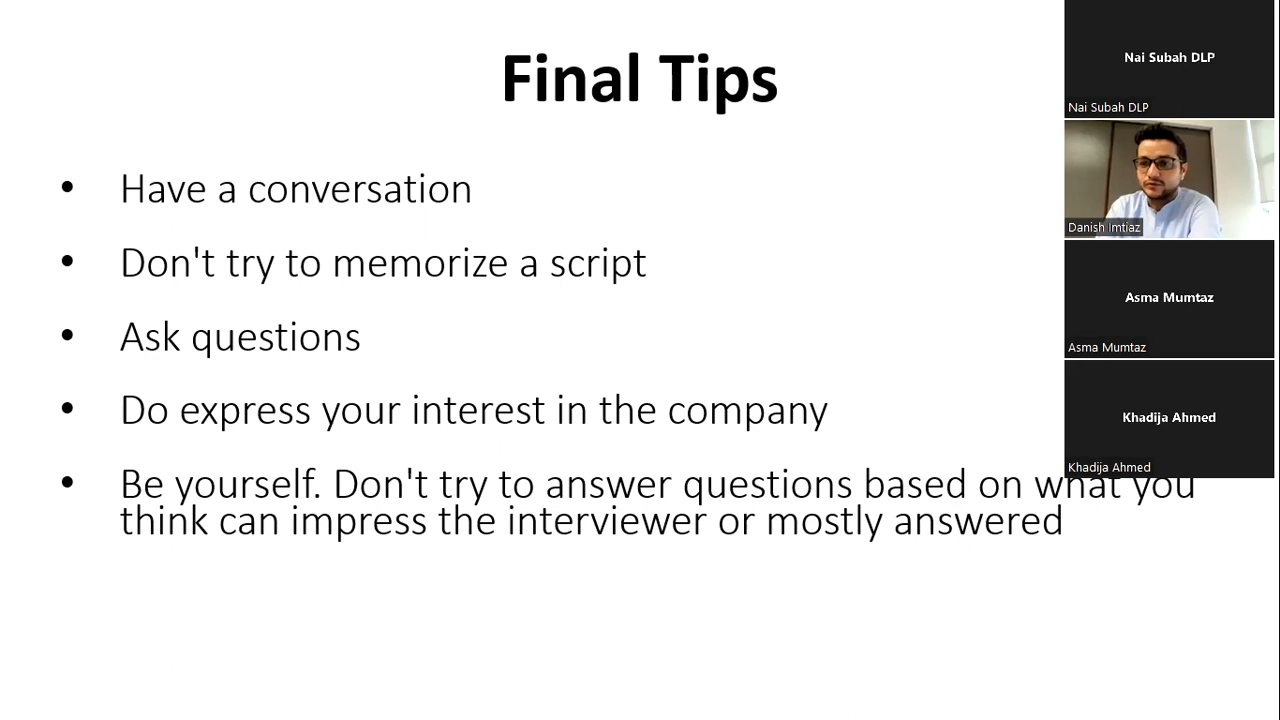 Final Tips
• Have a conversation
• Don't try to memorize a script
• Ask questions
• Do express your interest in the company
• Be yourself. Don't try to answer questions based on what you
think can impress the interviewer or mostly answered
Nai Subah DLP
Nai Subah DLP
Danish Imtiaz
Asma Mumtaz
Asma Mumtaz
Khadija Ahmed
Khadija Ahmed